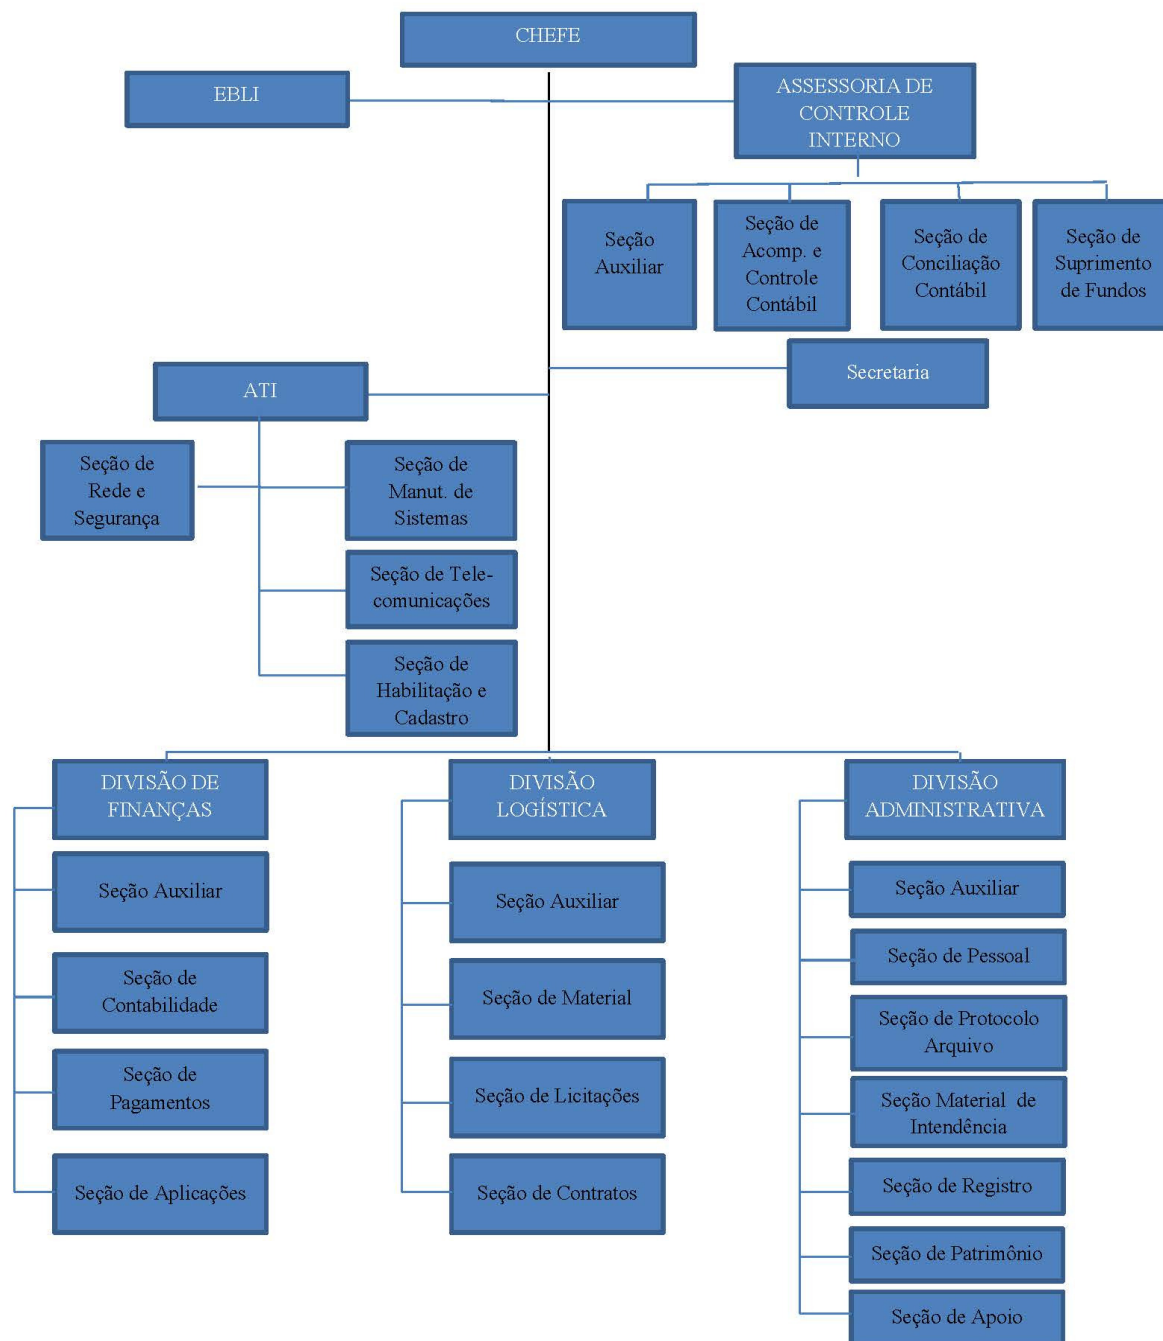 CHEFE
EBLI
ASSESSORIA DE
CONTROLE
INTERNO
Seção
Auxiliar
Seção de
Acomp. e
Controle
Contábil
Seção de
Conciliação
Contábil
Seção de
Suprimento
de Fundos
Secretaria
ATI
Seção de
Rede e
Segurança
Seção de
Manut. de
Sistemas
Seção de Tele-
comunicações
Seção de
Habilitação e
Cadastro
DIVISÃO DE
FINANÇAS
Seção Auxiliar
Seção de
Contabilidade
Seção de
Pagamentos
Seção de Aplicações
DIVISÃO
LOGÍSTICA
Seção Auxiliar
Seção de Material
Seção de Licitações
Seção de Contratos
DIVISÃO
ADMINISTRATIVA
Seção Auxiliar
Seção de Pessoal
Seção de Protocolo
Arquivo
Seção Material  de
Intendência
Seção de Registro
Seção de Patrimônio
Seção de Apoio